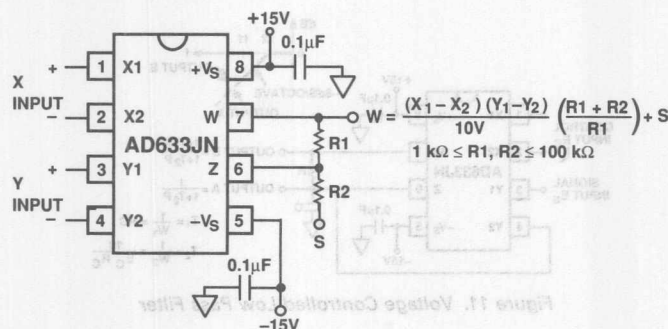 +15V
0.1μF
X
INPUT
+
−
1 X1
2 X2
+VS 8
W 7
AD633JN
Y
INPUT
+
−
3 Y1
4 Y2
Z 6
−VS 5
R1
R2
S
W = (X1 − X2) (Y1 − Y2) / 10V (R1 + R2 / R1) + S
1 kΩ ≤ R1, R2 ≤ 100 kΩ
0.1μF
−15V
Figure 11. Voltage Controlled Low Pass Filter